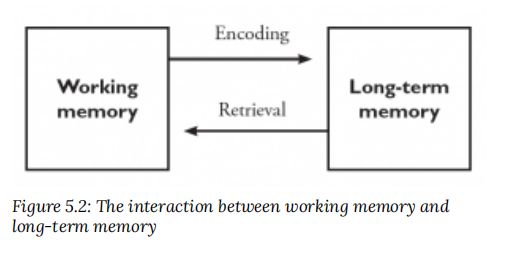 Encoding
Working
memory
Long-term
memory
Retrieval
Figure 5.2: The interaction between working memory and
long-term memory